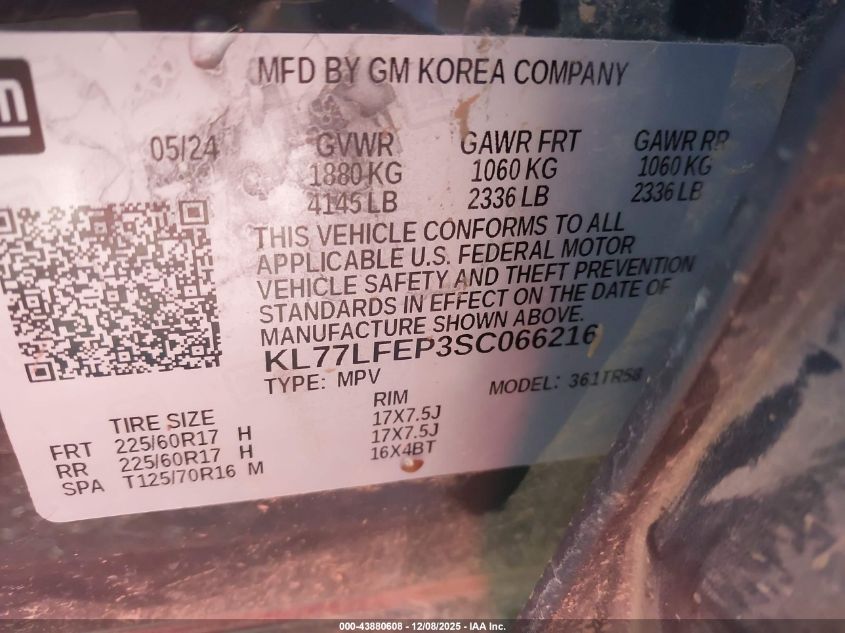 MFD BY GM KOREA COMPANY
05/24 GVWR GAWR FRT GAWR RR
1880 KG 1060 KG 1060 KG
4145 LB 2336 LB 2336 LB
THIS VEHICLE CONFORMS TO ALL
APPLICABLE U.S. FEDERAL MOTOR
VEHICLE SAFETY AND THEFT PREVENTION
STANDARDS IN EFFECT ON THE DATE OF
MANUFACTURE SHOWN ABOVE.
KL77LFEP3SC066216
TYPE: MPV MODEL: 361TR58
TIRE SIZE RIM
FRT 225/60R17 H 17X7.5J
RR 225/60R17 H 17X7.5J
SPA T125/70R16 M 16X4BT
000-43880608 - 12/08/2025 - IAA Inc.